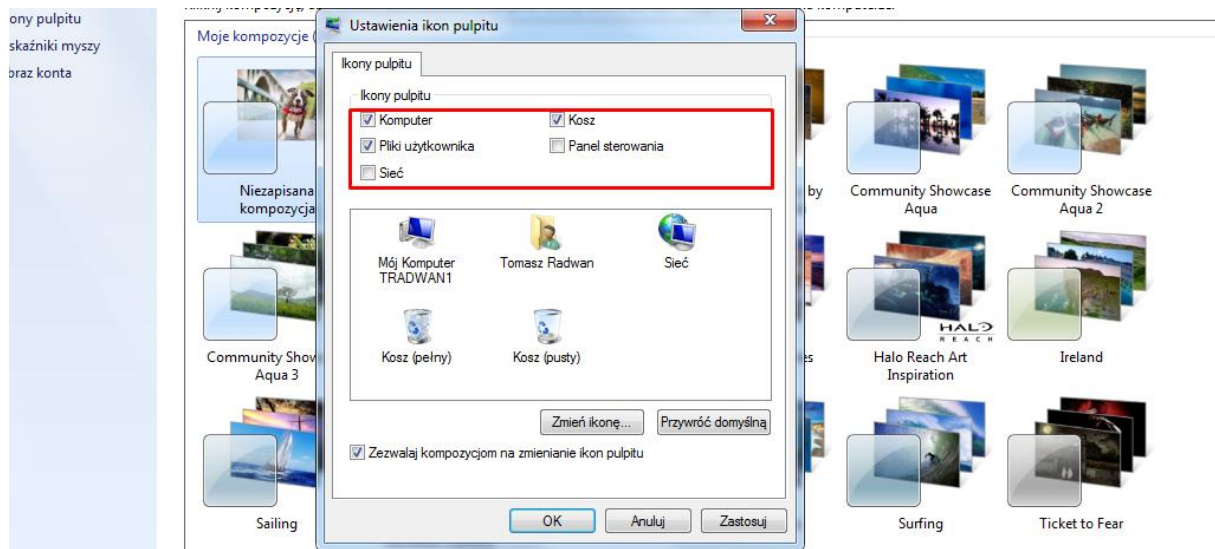 ony pulpitu
skaźniki myszy
braz konta
Moje kompozycje (
Ustawienia ikon pulpitu
Ikony pulpitu
Ikony pulpitu
Komputer
Kosz
Pliki użytkownika
Panel sterowania
Sieć
Mój Komputer
TRADWAN1
Tomasz Radwan
Sieć
Kosz (pełny)
Kosz (pusty)
Zmień ikonę...
Przywróć domyślną
Zezwalaj kompozycjom na zmienianie ikon pulpitu
OK
Anuluj
Zastosuj
Niezapisana
kompozycja
by
Community Showcase
Aqua
Community Showcase
Aqua 2
Community Show
Aqua 3
es
HALO
REACH
Halo Reach Art
Inspiration
Ireland
Sailing
Surfing
Ticket to Fear